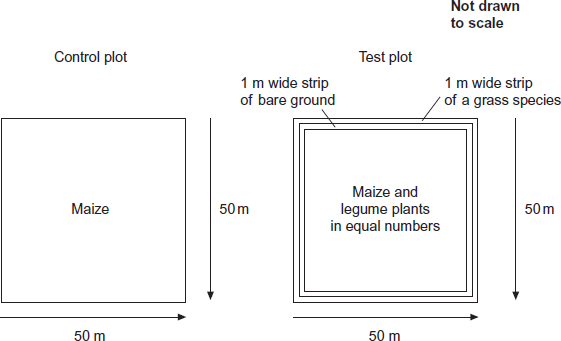 Not drawn
to scale
Control plot
Test plot
1 m wide strip
of bare ground
1 m wide strip
of a grass species
Maize
50 m
50 m
Maize and
legume plants
in equal numbers
50 m
50 m